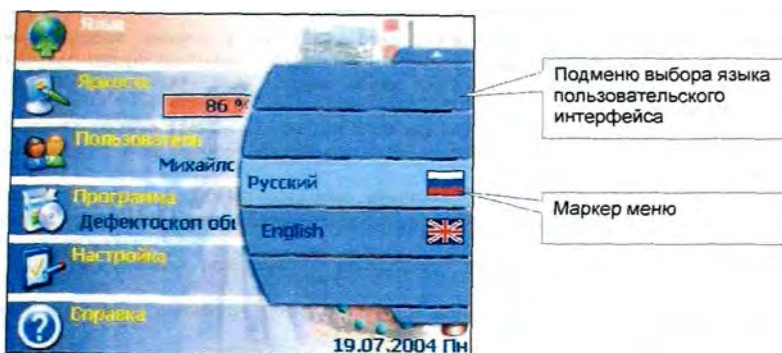 Язык
Яркость
86 %
Пользователи
Михайлс
Программа
Дефектоскоп общ
Настройка
Справка
19.07.2004 Пн
Русский
English
Подменю выбора языка
пользовательского
интерфейса
Маркер меню